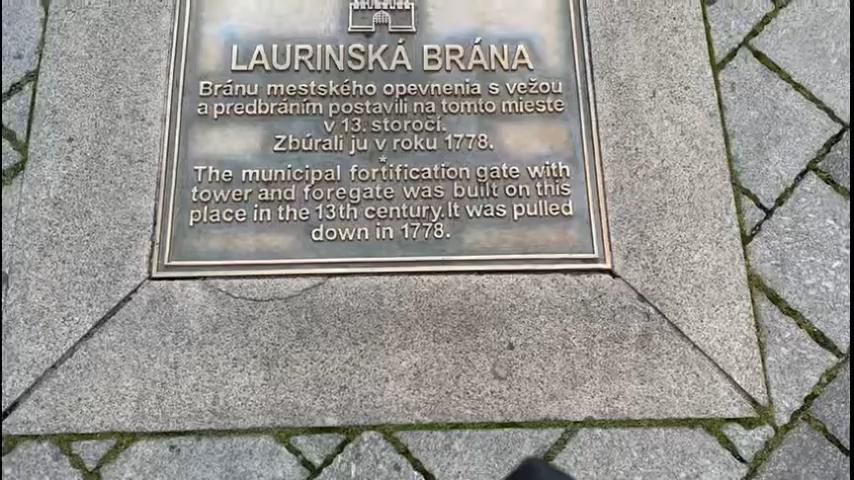 LAURINSKÁ BRÁNA
Bránu mestského opevnenia s vežou
a predbráním postavili na tomto mieste
v 13. storočí.
Zbúrali ju v roku 1778.
*
The municipal fortification gate with
tower and foregate was built on this
place in the 13th century. It was pulled
down in 1778.